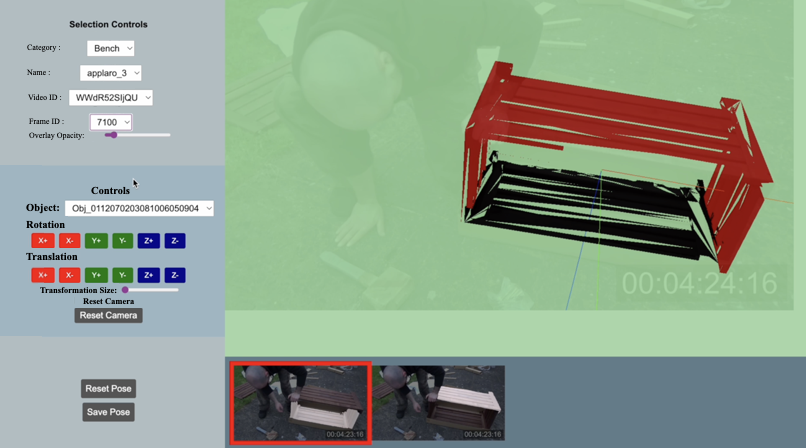 Selection Controls
Category : Bench
Name : applaro_3
Video ID : WWdR52SIjQU
Frame ID : 7100
Overlay Opacity:
Controls
Object: Obj_0112070203081006050904
Rotation
X+ X- Y+ Y- Z+ Z-
Translation
X+ X- Y+ Y- Z+ Z-
Transformation Size:
Reset Camera
Reset Camera
Reset Pose
Save Pose
00:04:24:16
00:04:23:16
00:04:23:16